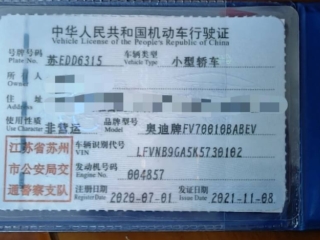 中华人民共和国机动车行驶证
Vehicle License of the People's Republic of China
号牌号码 苏EDD6315 车辆类型 小型轿车
Plate No. Vehicle Type
所有人
住址
使用性质 非营运 品牌型号 奥迪牌FV7001OBABEV
Use Character Model
江苏省苏州 车辆识别代号 LFVNB9GA5K5730102
VIN
市公安局交 发动机号码 004857
Engine No.
通警察支队 注册日期 2020-07-01 发证日期 2021-11-08
Register Date Issue Date